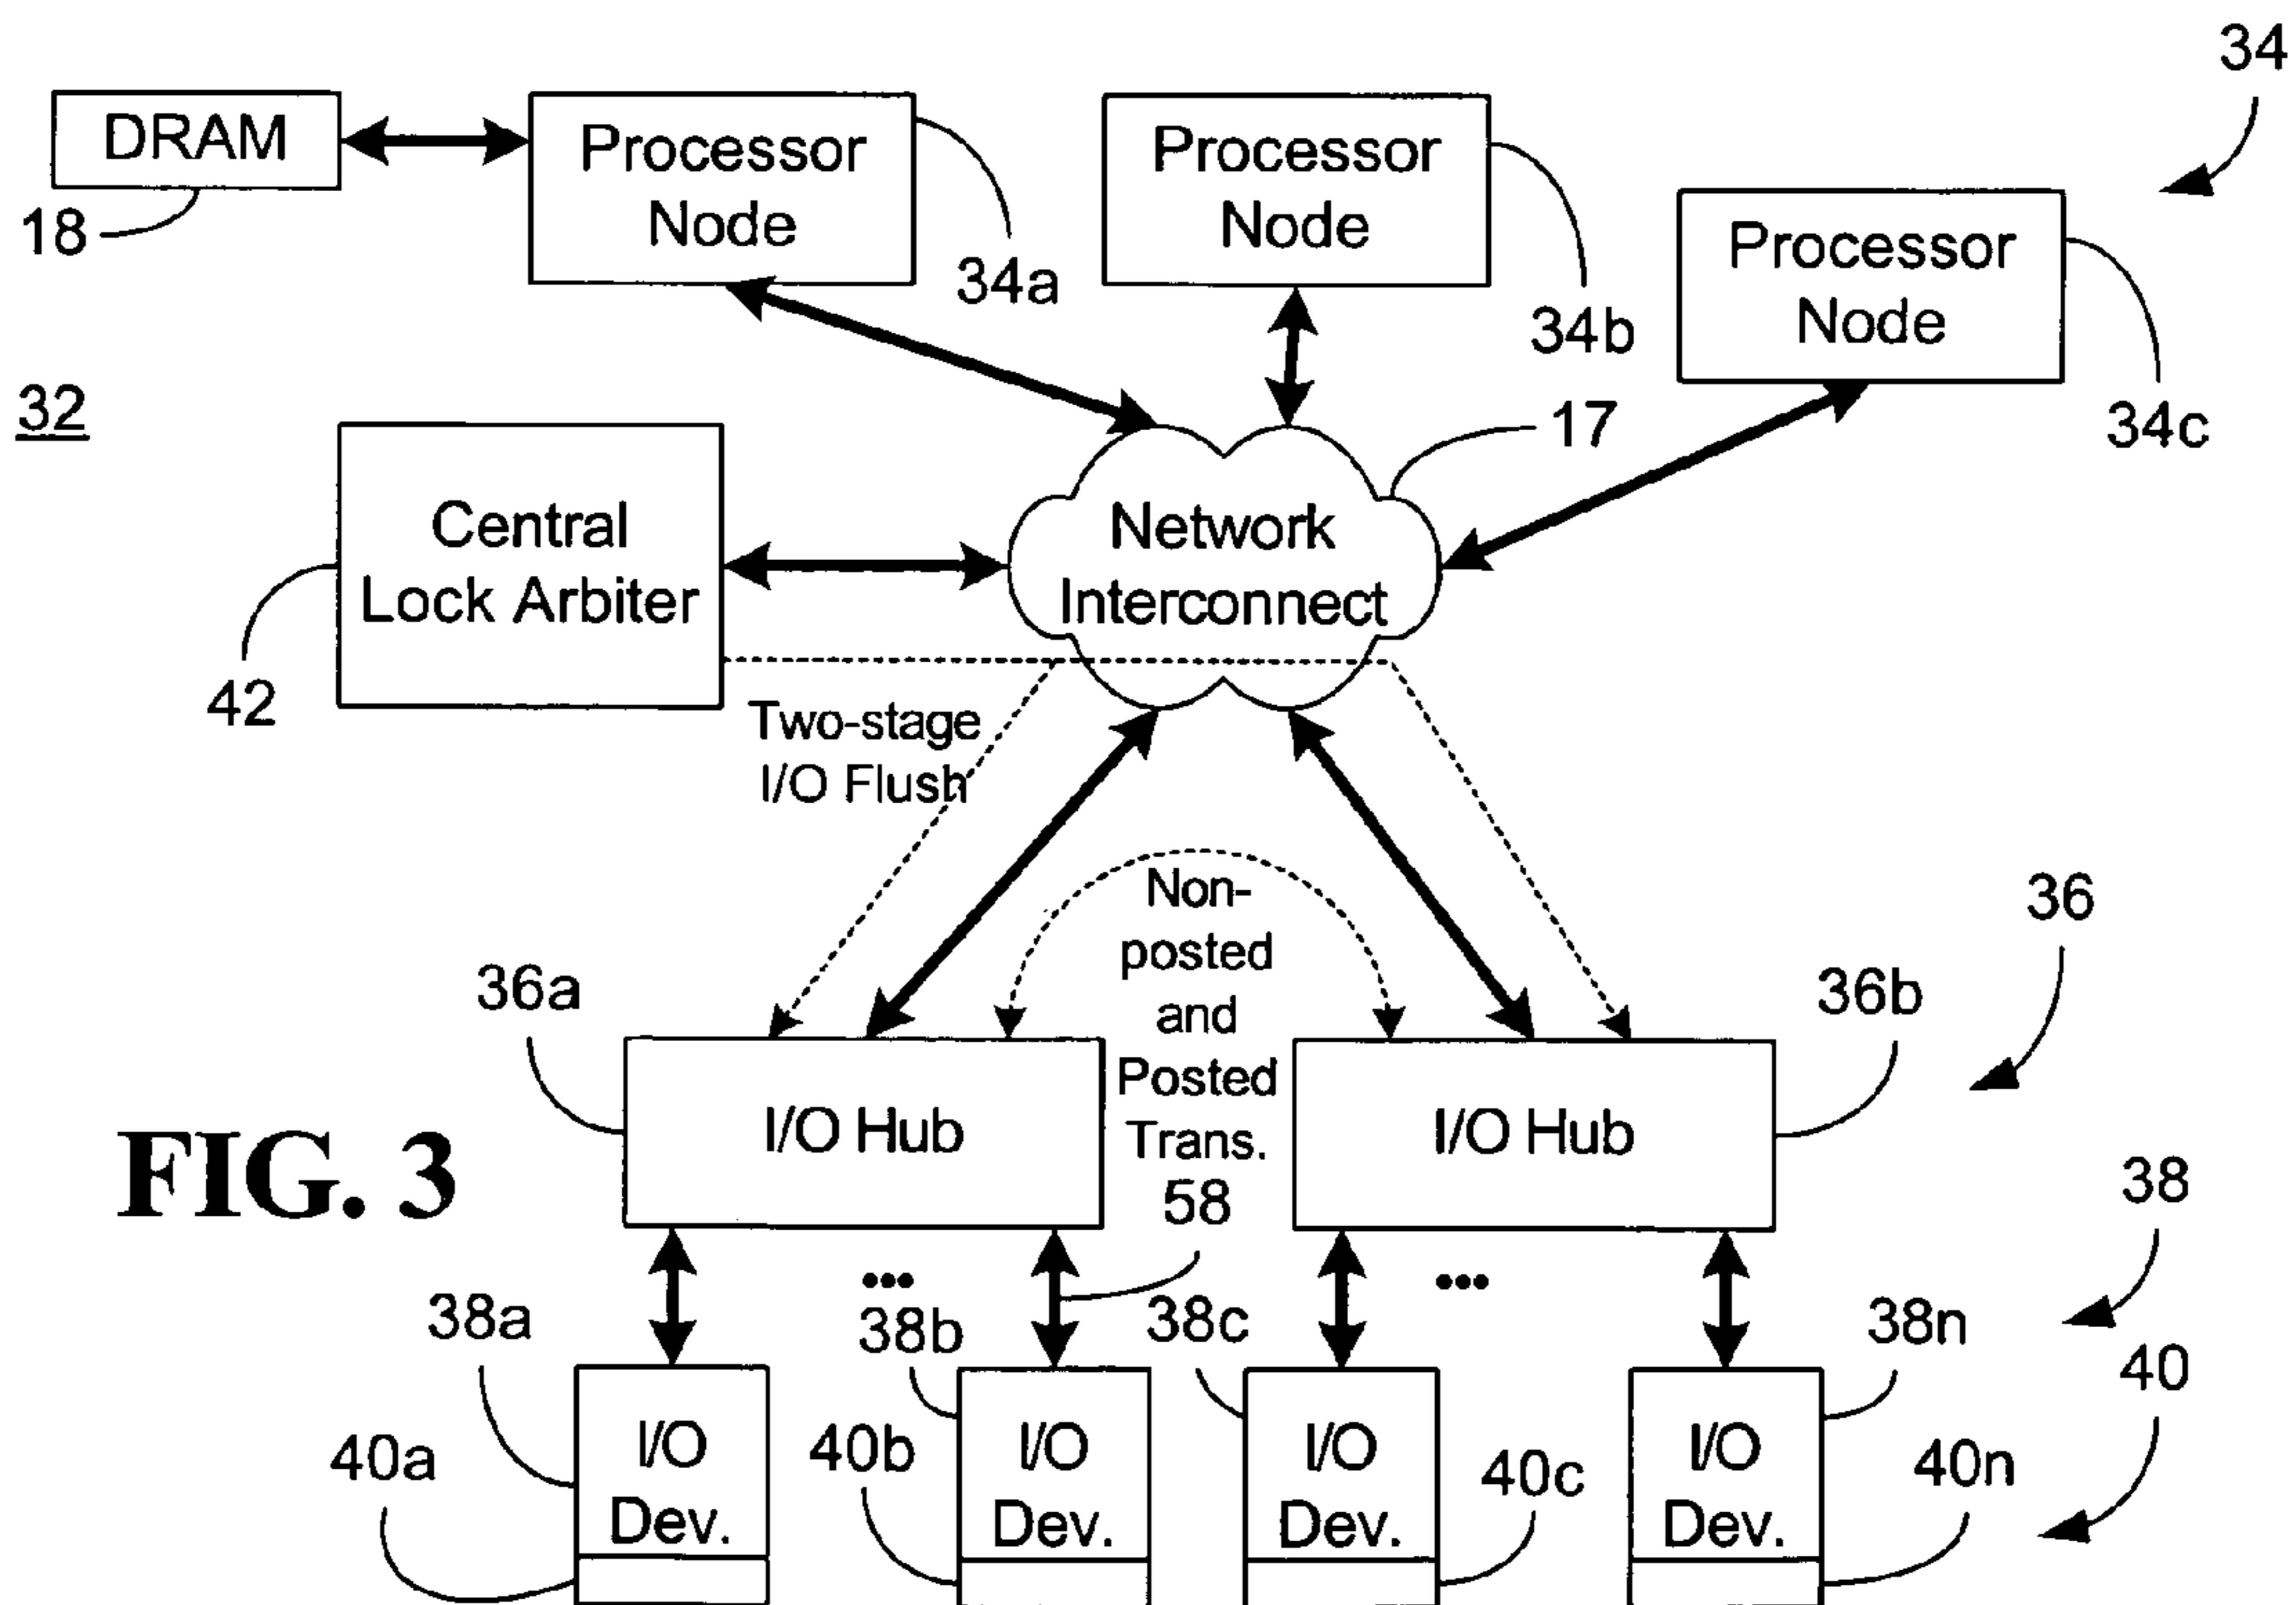 34
DRAM
Processor
Node
Processor
Node
Processor
Node
18
34a
34b
34c
32
17
Central
Lock Arbiter
Network
Interconnect
42
Two-stage
I/O Flush
Non-
posted
and
Posted
Trans.
58
36
36a
36b
I/O Hub
I/O Hub
FIG. 3
38
38a
38b
38c
38n
40
I/O
Dev.
I/O
Dev.
I/O
Dev.
I/O
Dev.
40a
40b
40c
40n